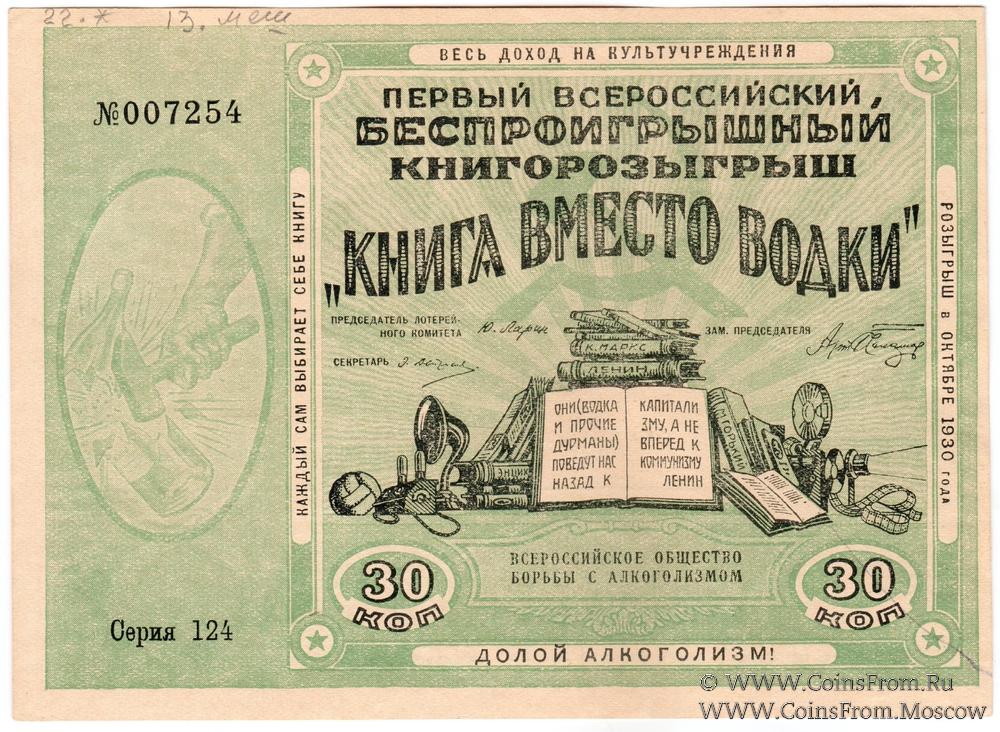 22.* 13. меш
№007254
Серия 124
ВЕСЬ ДОХОД НА КУЛЬТУЧРЕЖДЕНИЯ
ПЕРВЫЙ ВСЕРОССИЙСКИЙ,
БЕСПРОИГРЫШНЫЙ
КНИГОРОЗЫГРЫШ
"КНИГА ВМЕСТО ВОДКИ"
КАЖДЫЙ САМ ВЫБИРАЕТ СЕБЕ КНИГУ
РОЗЫГРЫШ в ОКТЯБРЕ 1930 ГОДА
ПРЕДСЕДАТЕЛЬ ЛОТЕРЕЙ-
НОГО КОМИТЕТА Ю. Ларин
СЕКРЕТАРЬ
ЗАМ. ПРЕДСЕДАТЕЛЯ
К. МАРКС
ЛЕНИН
ОНИ (ВОДКА
И ПРОЧИЕ
ДУРМАНЫ)
ПОВЕДУТ НАС
НАЗАД К
КАПИТАЛИ
ЗМУ, А НЕ
ВПЕРЕД К
КОММУНИЗМУ
ЛЕНИН
ЭНЦИК
М. ГОРЬКИЙ
ВСЕРОССИЙСКОЕ ОБЩЕСТВО
БОРЬБЫ С АЛКОГОЛИЗМОМ
30
КОП
30
КОП
ДОЛОЙ АЛКОГОЛИЗМ!
© WWW.CoinsFrom.Ru
WWW.CoinsFrom.Moscow